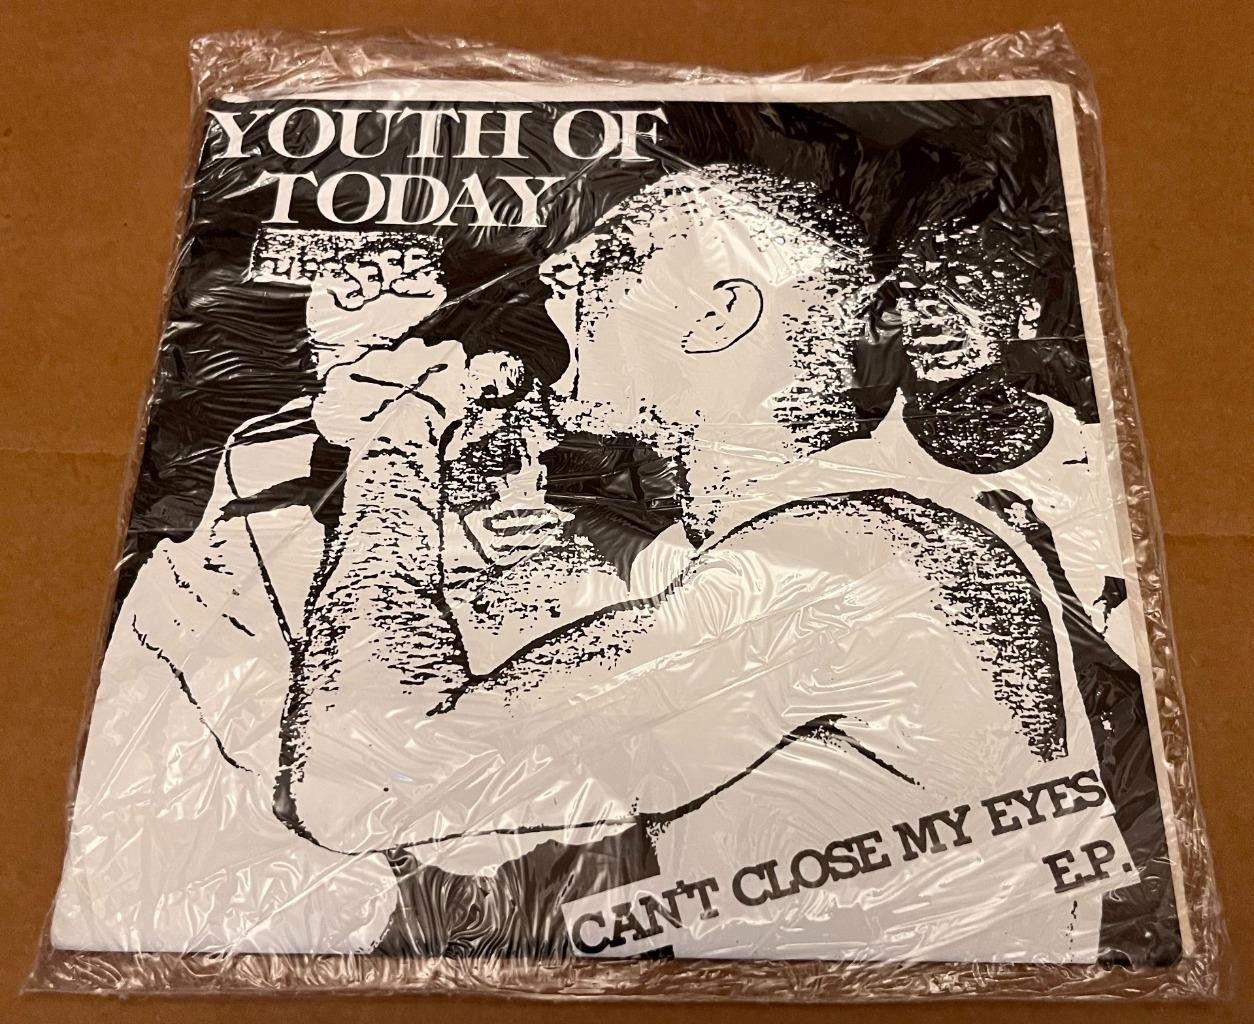 YOUTH OF
TODAY
CAN'T CLOSE MY EYES
E.P.